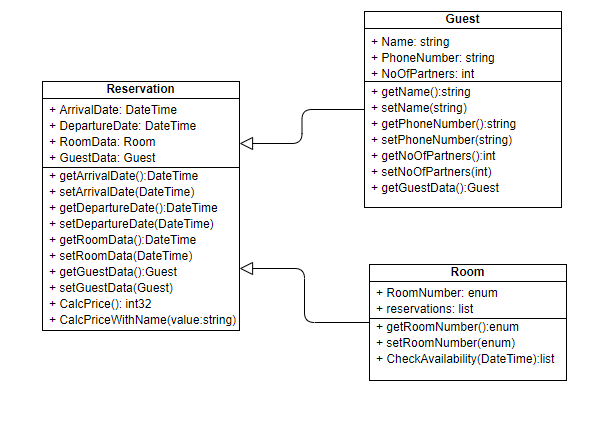 Guest
+ Name: string
+ PhoneNumber: string
+ NoOfPartners: int
+ getName():string
+ setName(string)
+ getPhoneNumber():string
+ setPhoneNumber(string)
+ getNoOfPartners():int
+ setNoOfPartners(int)
+ getGuestData():Guest
Reservation
+ ArrivalDate: DateTime
+ DepartureDate: DateTime
+ RoomData: Room
+ GuestData: Guest
+ getArrivalDate():DateTime
+ setArrivalDate(DateTime)
+ getDepartureDate():DateTime
+ setDepartureDate(DateTime)
+ getRoomData():DateTime
+ setRoomData(DateTime)
+ getGuestData():Guest
+ setGuestData(Guest)
+ CalcPrice(): int32
+ CalcPriceWithName(value:string)
Room
+ RoomNumber: enum
+ reservations: list
+ getRoomNumber():enum
+ setRoomNumber(enum)
+ CheckAvailability(DateTime):list